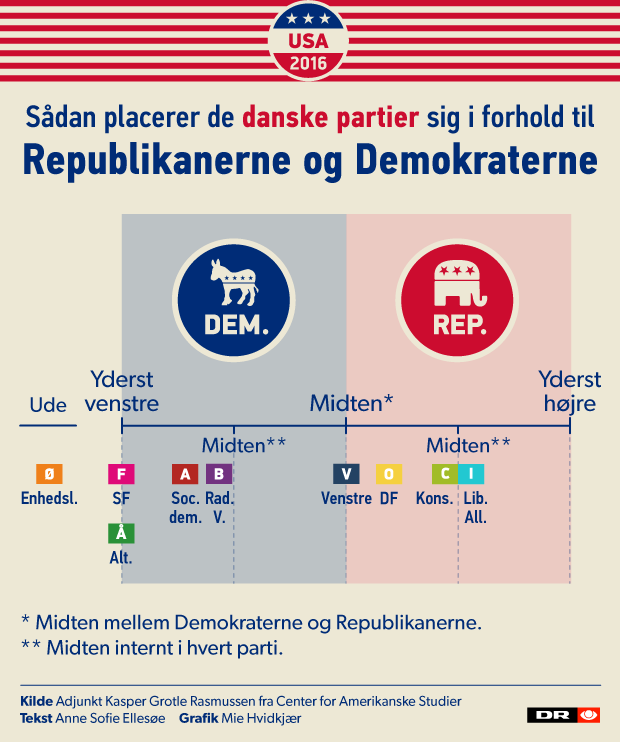 USA
2016
Sådan placerer de danske partier sig i forhold til
Republikanerne og Demokraterne
DEM.
REP.
Ude
Yderst
venstre
Midten*
Yderst
højre
Midten**
Midten**
Ø
Enhedsl.
F
SF
A
Soc.
dem.
B
Rad.
V.
V
Venstre
O
DF
C
Kons.
I
Lib.
All.
Å
Alt.
* Midten mellem Demokraterne og Republikanerne.
** Midten internt i hvert parti.
Kilde Adjunkt Kasper Grotle Rasmussen fra Center for Amerikanske Studier
Tekst Anne Sofie Ellesøe Grafik Mie Hvidkjær
DR